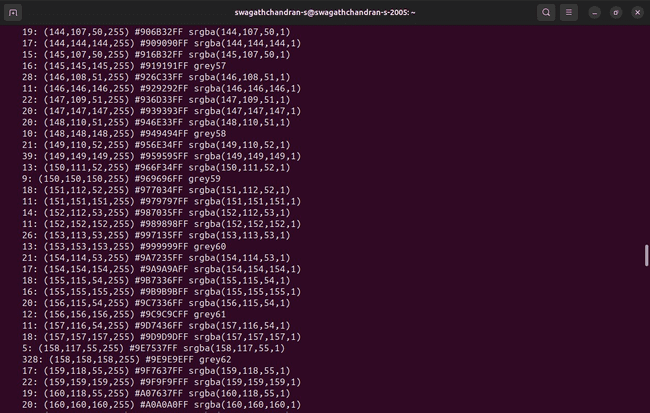 swagathchandran-s@swagathchandran-s-2005: ~
19: (144,107,50,255) #906B32FF srgba(144,107,50,1)
17: (144,144,144,255) #909090FF srgba(144,144,144,1)
15: (145,107,50,255) #916B32FF srgba(145,107,50,1)
16: (145,145,145,255) #919191FF grey57
28: (146,108,51,255) #926C33FF srgba(146,108,51,1)
11: (146,146,146,255) #929292FF srgba(146,146,146,1)
22: (147,109,51,255) #936D33FF srgba(147,109,51,1)
20: (147,147,147,255) #939393FF srgba(147,147,147,1)
20: (148,110,51,255) #946E33FF srgba(148,110,51,1)
10: (148,148,148,255) #949494FF grey58
21: (149,110,52,255) #956E34FF srgba(149,110,52,1)
39: (149,149,149,255) #959595FF srgba(149,149,149,1)
13: (150,111,52,255) #966F34FF srgba(150,111,52,1)
9: (150,150,150,255) #969696FF grey59
18: (151,112,52,255) #977034FF srgba(151,112,52,1)
11: (151,151,151,255) #979797FF srgba(151,151,151,1)
14: (152,112,53,255) #987035FF srgba(152,112,53,1)
11: (152,152,152,255) #989898FF srgba(152,152,152,1)
26: (153,113,53,255) #997135FF srgba(153,113,53,1)
13: (153,153,153,255) #999999FF grey60
21: (154,114,53,255) #9A7235FF srgba(154,114,53,1)
17: (154,154,154,255) #9A9A9AFF srgba(154,154,154,1)
18: (155,115,54,255) #9B7336FF srgba(155,115,54,1)
16: (155,155,155,255) #9B9B9BFF srgba(155,155,155,1)
20: (156,115,54,255) #9C7336FF srgba(156,115,54,1)
12: (156,156,156,255) #9C9C9CFF grey61
11: (157,116,54,255) #9D7436FF srgba(157,116,54,1)
18: (157,157,157,255) #9D9D9DFF srgba(157,157,157,1)
5: (158,117,55,255) #9E7537FF srgba(158,117,55,1)
328: (158,158,158,255) #9E9E9EFF grey62
17: (159,118,55,255) #9F7637FF srgba(159,118,55,1)
22: (159,159,159,255) #9F9F9FFF srgba(159,159,159,1)
19: (160,118,55,255) #A07637FF srgba(160,118,55,1)
20: (160,160,160,255) #A0A0A0FF srgba(160,160,160,1)